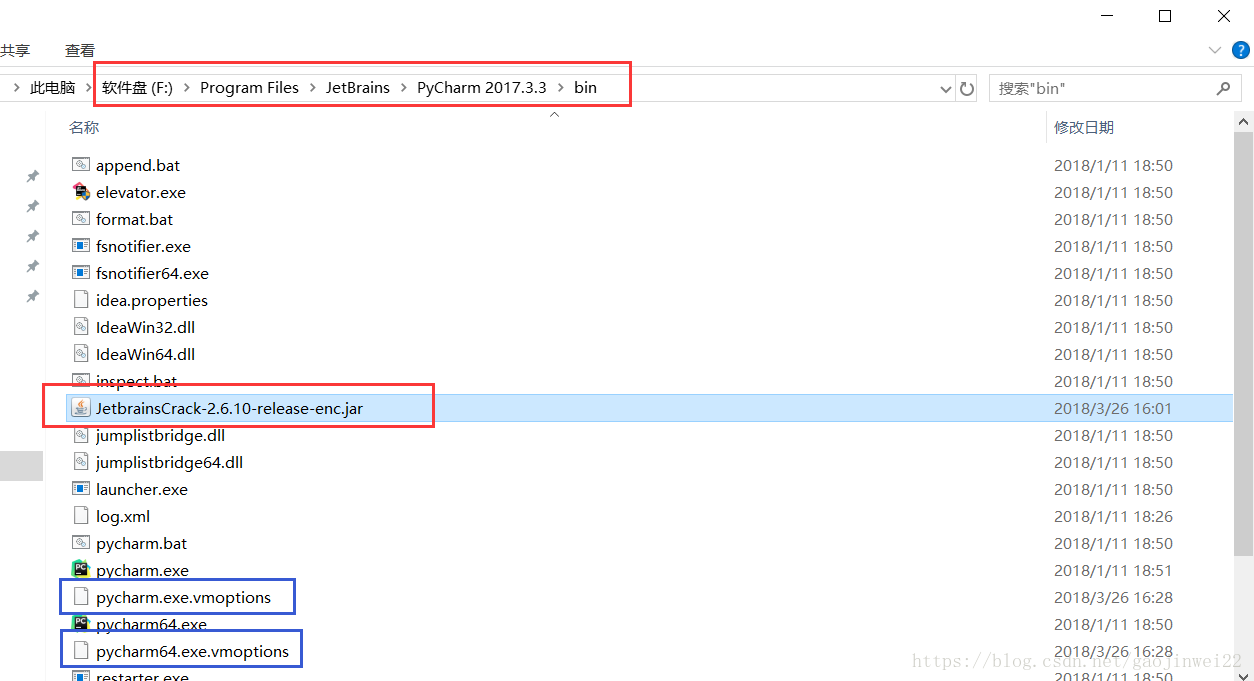 共享 查看
此电脑 软件盘 (F:) Program Files JetBrains PyCharm 2017.3.3 bin 搜索"bin"
名称 修改日期
append.bat 2018/1/11 18:50
elevator.exe 2018/1/11 18:50
format.bat 2018/1/11 18:50
fsnotifier.exe 2018/1/11 18:50
fsnotifier64.exe 2018/1/11 18:50
idea.properties 2018/1/11 18:50
IdeaWin32.dll 2018/1/11 18:50
IdeaWin64.dll 2018/1/11 18:50
inspect.bat 2018/1/11 18:50
JetbrainsCrack-2.6.10-release-enc.jar 2018/3/26 16:01
jumplistbridge.dll 2018/1/11 18:50
jumplistbridge64.dll 2018/1/11 18:50
launcher.exe 2018/1/11 18:50
log.xml 2018/1/11 18:26
pycharm.bat 2018/1/11 18:50
pycharm.exe 2018/1/11 18:51
pycharm.exe.vmoptions 2018/3/26 16:28
pycharm64.exe 2018/1/11 18:50
pycharm64.exe.vmoptions 2018/3/26 16:28
https://blog.csdn.net/gaojinwei22
restarter.exe 2018/1/11 18:50